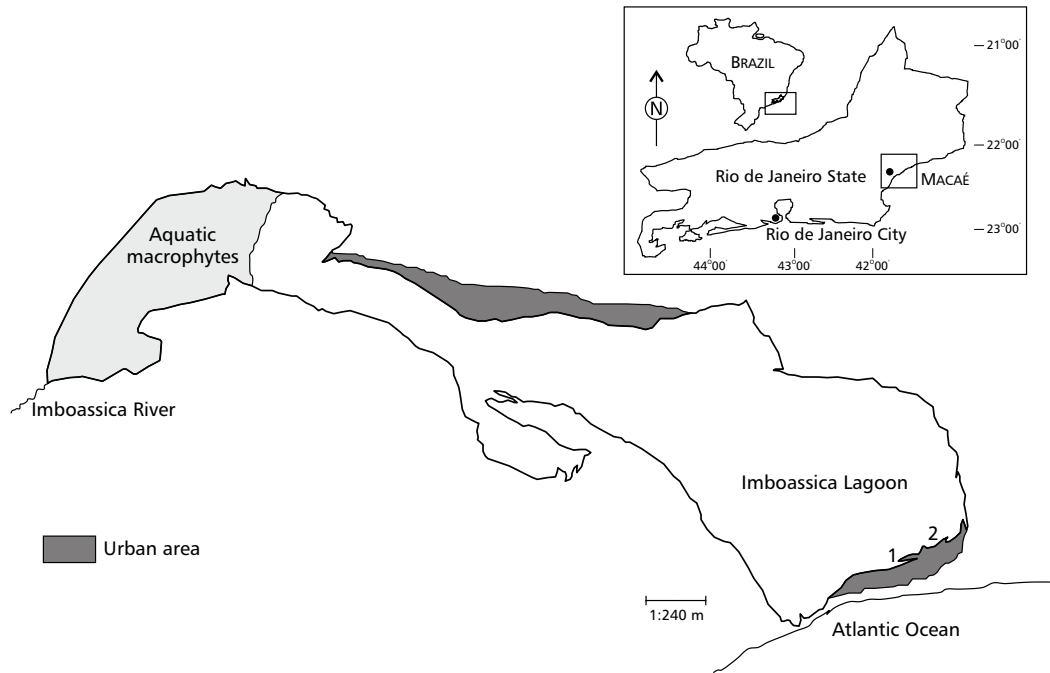 BRAZIL
21°00'
N
22°00'
Rio de Janeiro State
MACAÉ
Rio de Janeiro City
23°00'
44°00'
43°00'
42°00'
Aquatic
macrophytes
Imboassica River
Imboassica Lagoon
2
1
Urban area
1:240 m
Atlantic Ocean